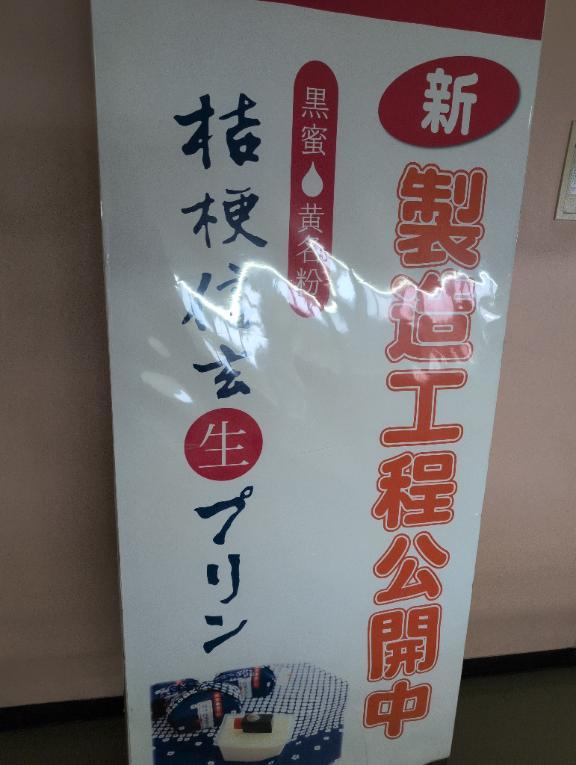 新
製造工程公開中
黒蜜
黄名粉
桔梗信玄生プリン